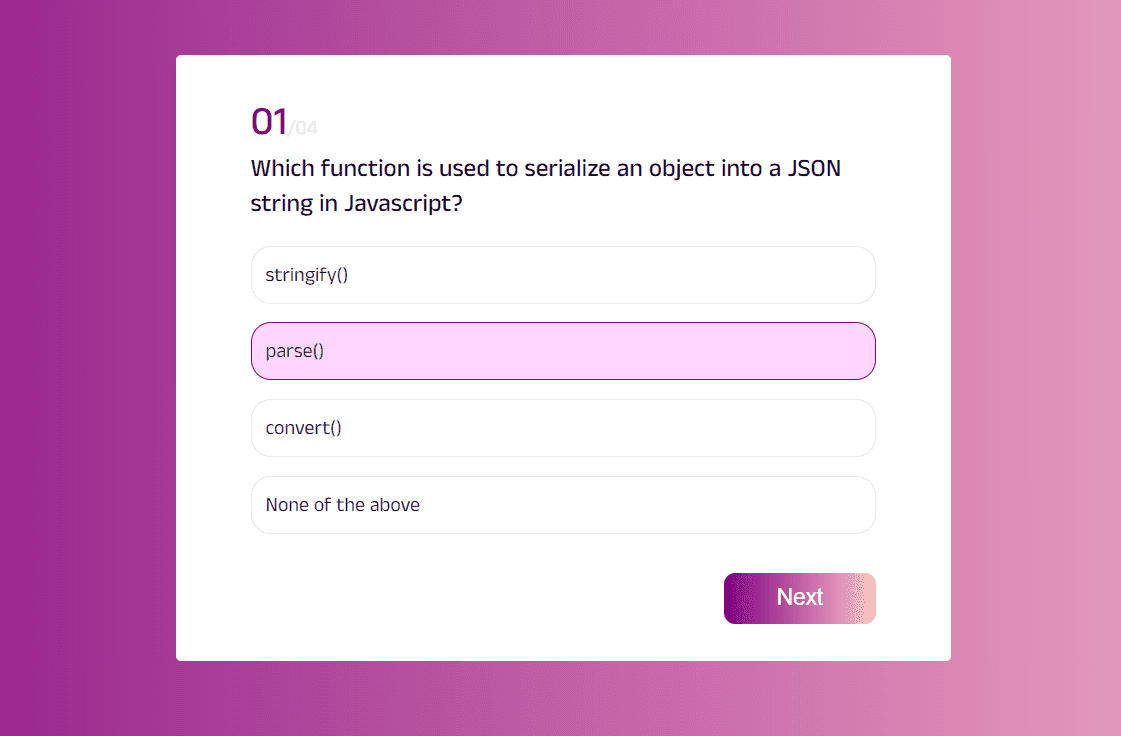 01/04
Which function is used to serialize an object into a JSON
string in Javascript?
stringify()
parse()
convert()
None of the above
Next